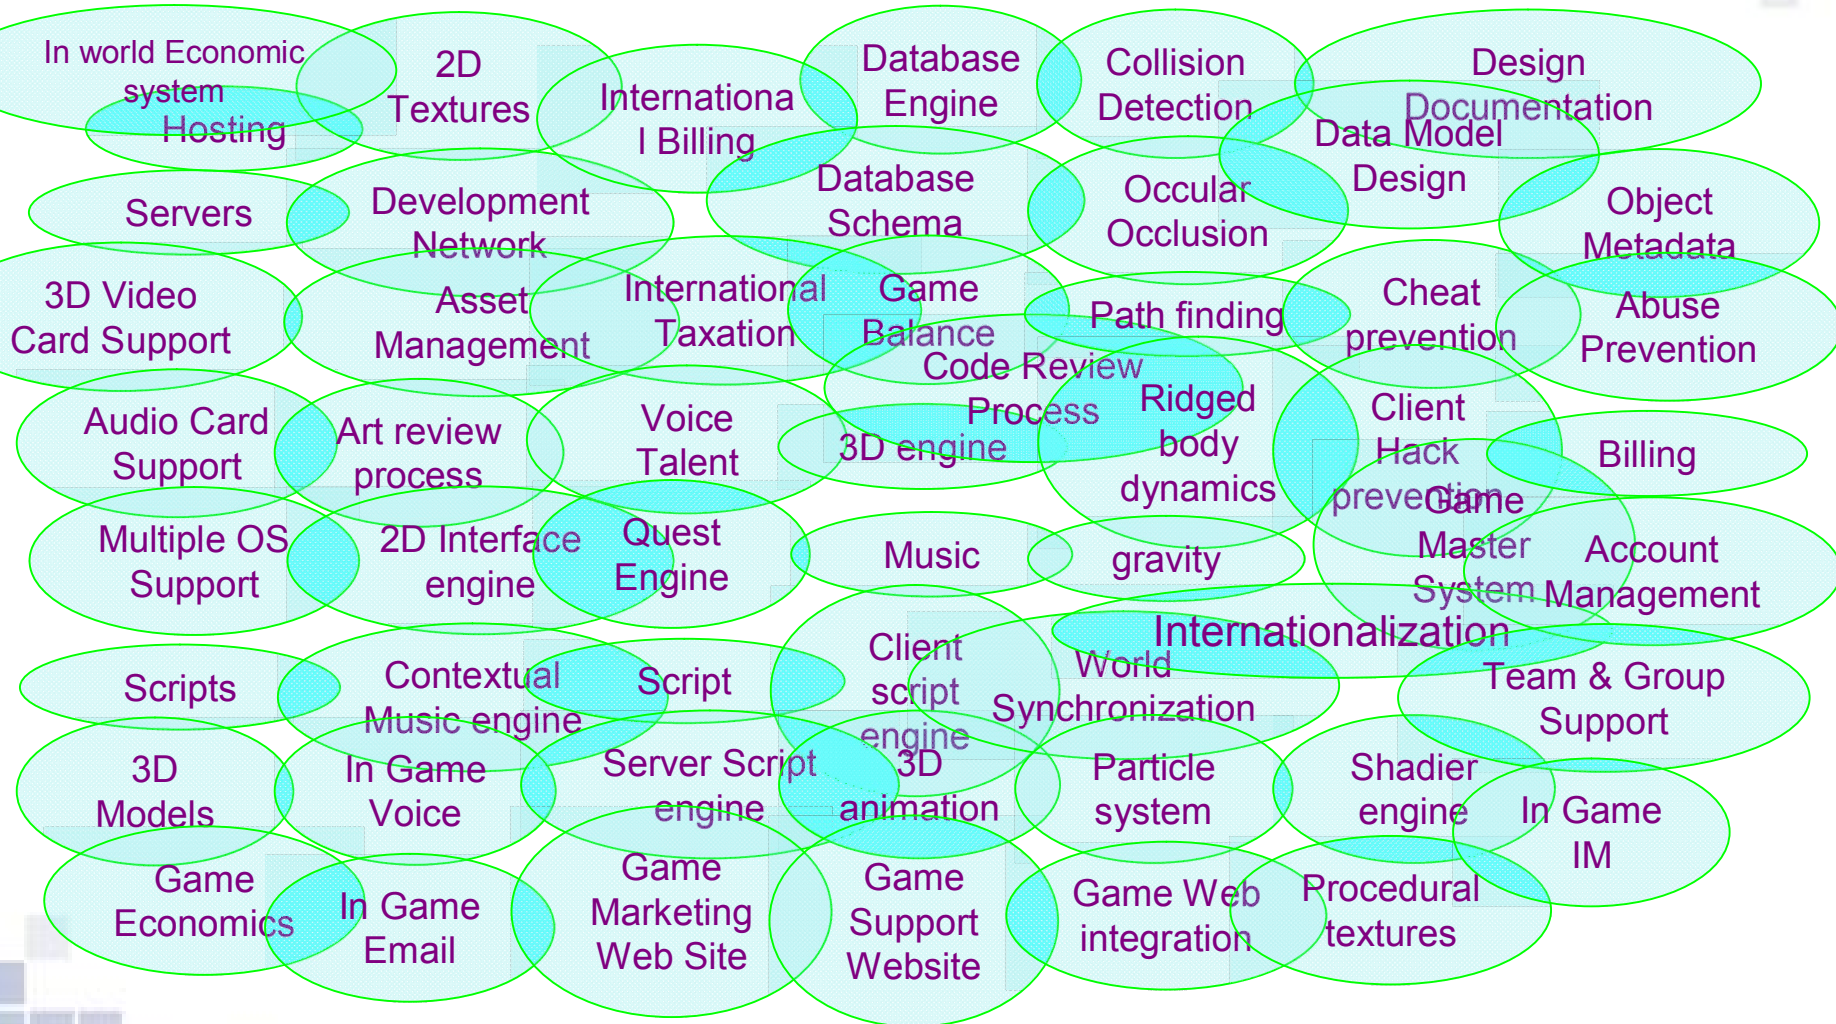 In world Economic
system
Hosting
2D
Textures
Internationa
l Billing
Database
Engine
Collision
Detection
Design
Documentation
Data Model
Design
Servers
Development
Network
Database
Schema
Occular
Occlusion
Object
Metadata
3D Video
Card Support
Asset
Management
International
Taxation
Game
Balance
Path finding
Cheat
prevention
Abuse
Prevention
Code Review
Process
Audio Card
Support
Art review
process
Voice
Talent
3D engine
Ridged
body
dynamics
Client
Hack
prevention
Billing
Multiple OS
Support
2D Interface
engine
Quest
Engine
Music
gravity
Game
Master
System
Account
Management
Internationalization
Scripts
Contextual
Music engine
Script
Client
script
engine
World
Synchronization
Team & Group
Support
3D
Models
In Game
Voice
Server Script
engine
3D
animation
Particle
system
Shadier
engine
In Game
IM
Game
Economics
In Game
Email
Game
Marketing
Web Site
Game
Support
Website
Game Web
integration
Procedural
textures